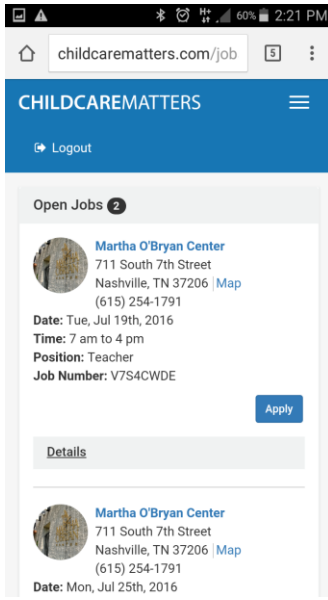 H+ 60% 2:21 PM
childcarematters.com/job 5
CHILDCAREMATTERS
Logout
Open Jobs 2
Martha O'Bryan Center
711 South 7th Street
Nashville, TN 37206 | Map
(615) 254-1791
Date: Tue, Jul 19th, 2016
Time: 7 am to 4 pm
Position: Teacher
Job Number: V7S4CWDE
Apply
Details
Martha O'Bryan Center
711 South 7th Street
Nashville, TN 37206 | Map
(615) 254-1791
Date: Mon, Jul 25th, 2016